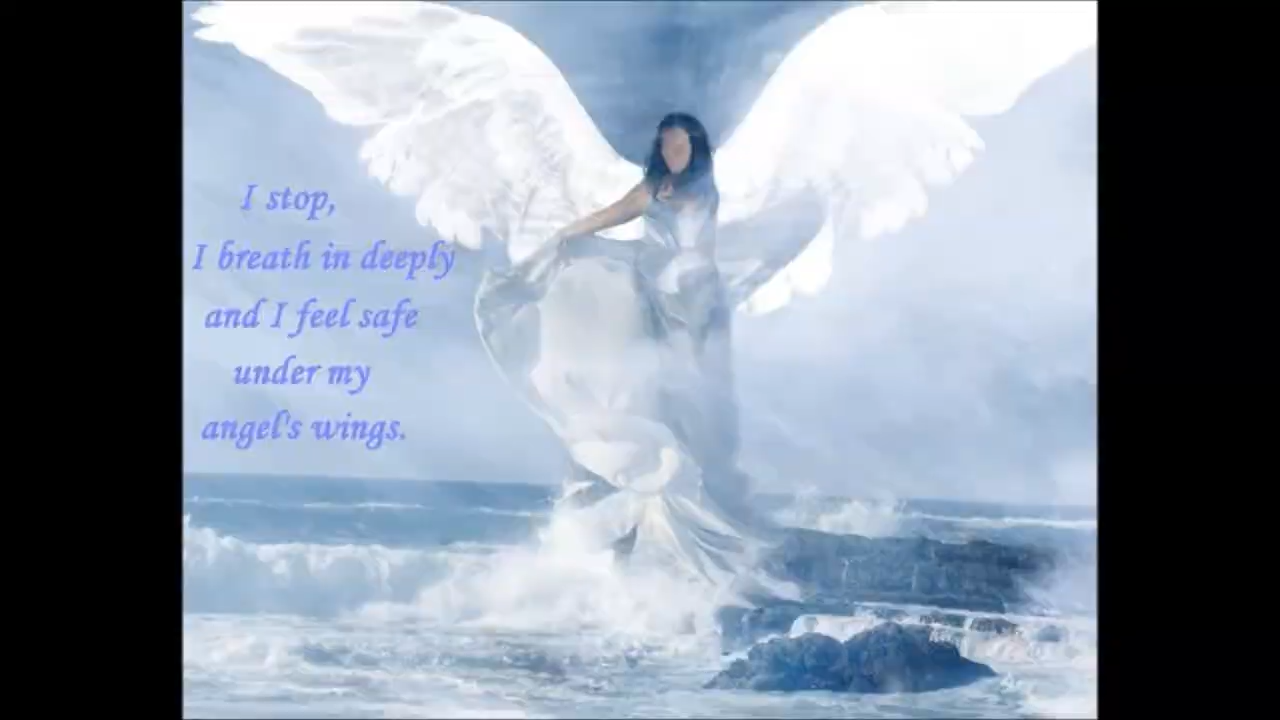 I stop,
I breath in deeply
and I feel safe
under my
angel's wings.